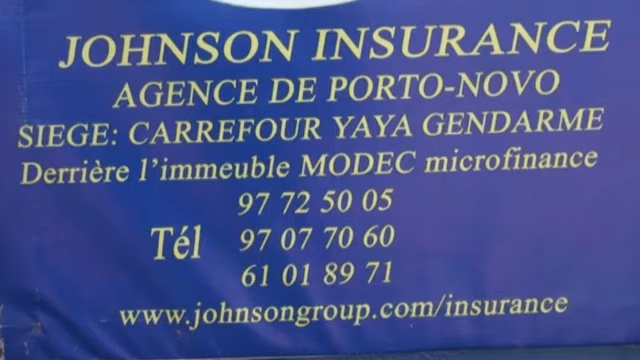 JOHNSON INSURANCE
AGENCE DE PORTO-NOVO
SIEGE: CARREFOUR YAYA GENDARME
Derrière l'immeuble MODEC microfinance
97 72 50 05
Tél 97 07 70 60
61 01 89 71
www.johnsongroup.com/insurance